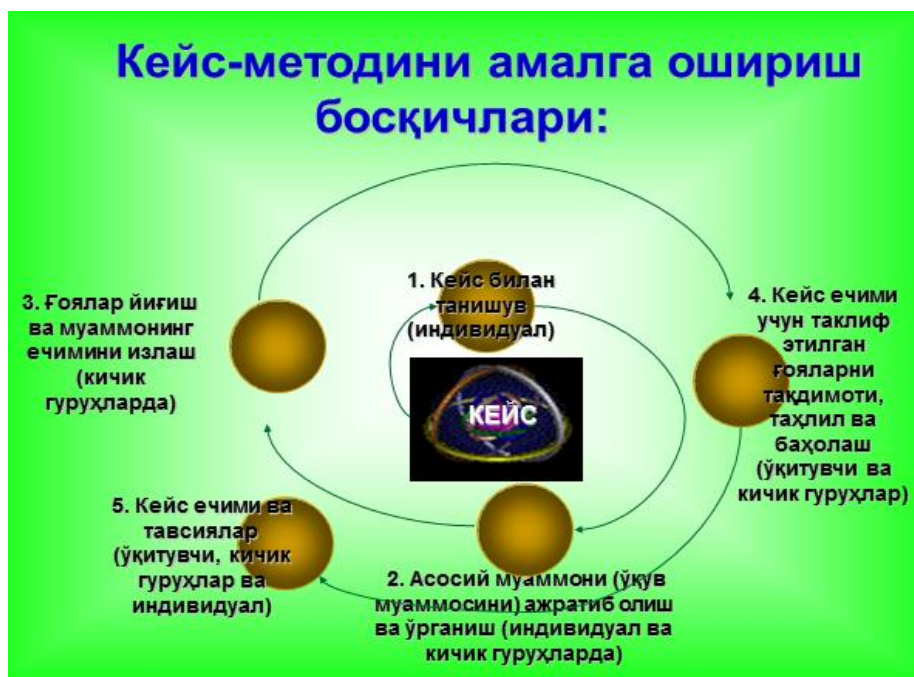 Кейс-методини амалга ошириш
босқичлари:
1. Кейс билан
танишув
(индивидуал)
КЕЙС
2. Асосий муаммони (ўқув
муаммосини) ажратиб олиш
ва ўрганиш (индивидуал ва
кичик гуруҳларда)
3. Ғоялар йиғиш
ва муаммонинг
ечимини излаш
(кичик
гуруҳларда)
4. Кейс ечими
учун таклиф
этилган
ғояларни
тақдимоти,
таҳлил ва
баҳолаш
(ўқитувчи ва
кичик гуруҳлар)
5. Кейс ечими ва
тавсиялар
(ўқитувчи, кичик
гуруҳлар ва
индивидуал)